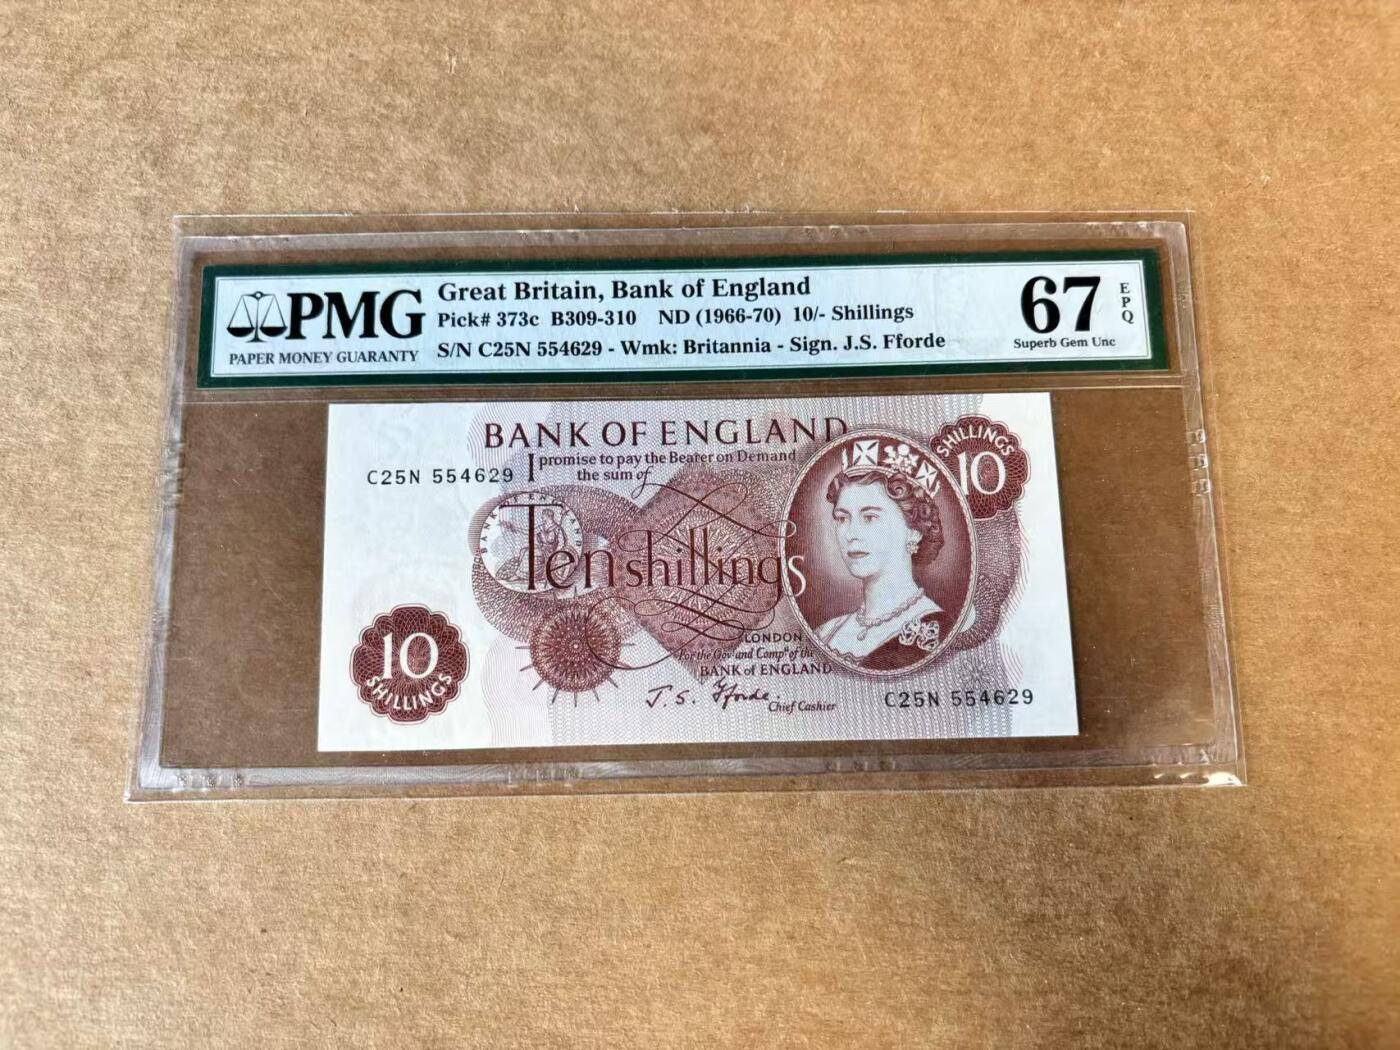 PMG
PAPER MONEY GUARANTY
Great Britain, Bank of England
Pick# 373c B309-310 ND (1966-70) 10/- Shillings
S/N C25N 554629 - Wmk: Britannia - Sign. J.S. Fforde
67
EPQ
Superb Gem Unc
BANK OF ENGLAND
C25N 554629
I promise to pay the Bearer on Demand
the sum of
Ten shillings
BANK OF ENGLAND
SHILLINGS
10
10
SHILLINGS
LONDON
For the Govr and Compa of the
BANK of ENGLAND
J. S. Fforde.
Chief Cashier
C25N 554629